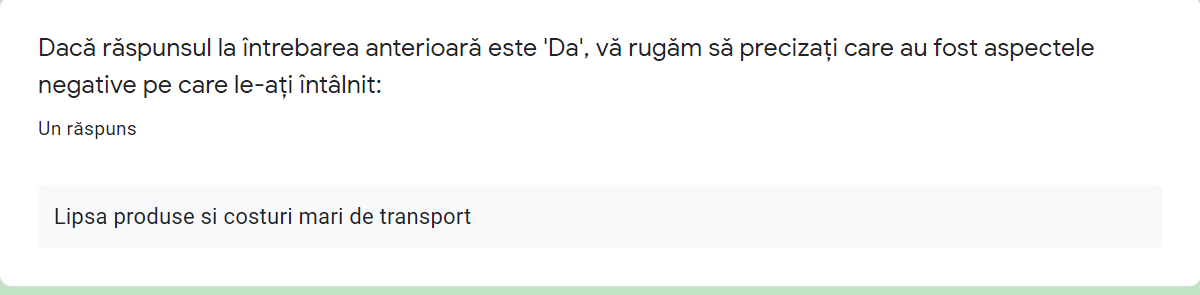 Dacă răspunsul la întrebarea anterioară este 'Da', vă rugăm să precizați care au fost aspectele
negative pe care le-ați întâlnit:
Un răspuns
Lipsa produse si costuri mari de transport